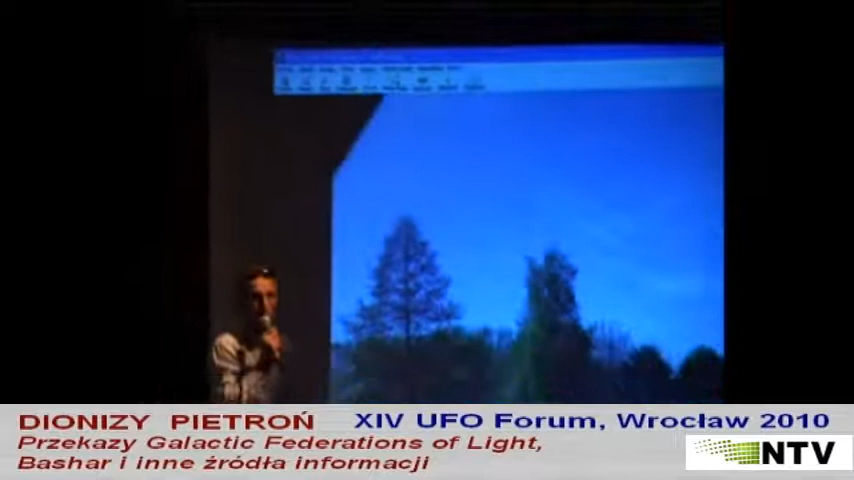 DIONIZY PIETROŃ XIV UFO Forum, Wrocław 2010
Przekazy Galactic Federations of Light,
Bashar i inne źródła informacji
NTV